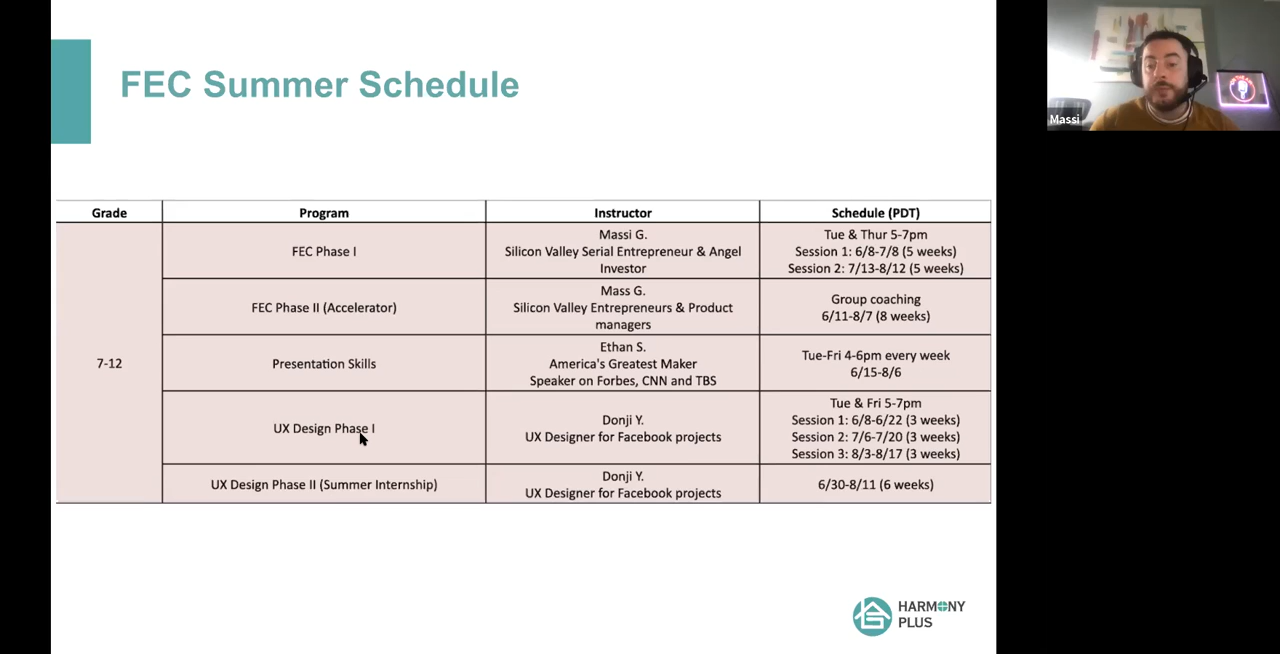 FEC Summer Schedule
Massi
Grade
Program
Instructor
Schedule (PDT)
7-12
FEC Phase I
Massi G.
Silicon Valley Serial Entrepreneur & Angel
Investor
Tue & Thur 5-7pm
Session 1: 6/8-7/8 (5 weeks)
Session 2: 7/13-8/12 (5 weeks)
FEC Phase II (Accelerator)
Mass G.
Silicon Valley Entrepreneurs & Product
managers
Group coaching
6/11-8/7 (8 weeks)
Presentation Skills
Ethan S.
America's Greatest Maker
Speaker on Forbes, CNN and TBS
Tue-Fri 4-6pm every week
6/15-8/6
UX Design Phase I
Donji Y.
UX Designer for Facebook projects
Tue & Fri 5-7pm
Session 1: 6/8-6/22 (3 weeks)
Session 2: 7/6-7/20 (3 weeks)
Session 3: 8/3-8/17 (3 weeks)
UX Design Phase II (Summer Internship)
Donji Y.
UX Designer for Facebook projects
6/30-8/11 (6 weeks)
HARMONY
PLUS